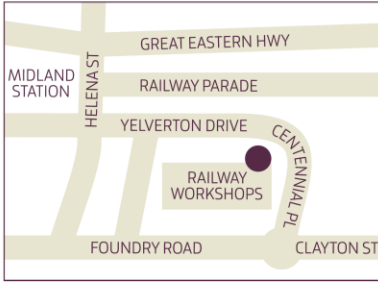 GREAT EASTERN HWY
HELENA ST
MIDLAND
STATION
RAILWAY PARADE
YELVERTON DRIVE
CENTENNIAL PL
RAILWAY
WORKSHOPS
FOUNDRY ROAD
CLAYTON ST